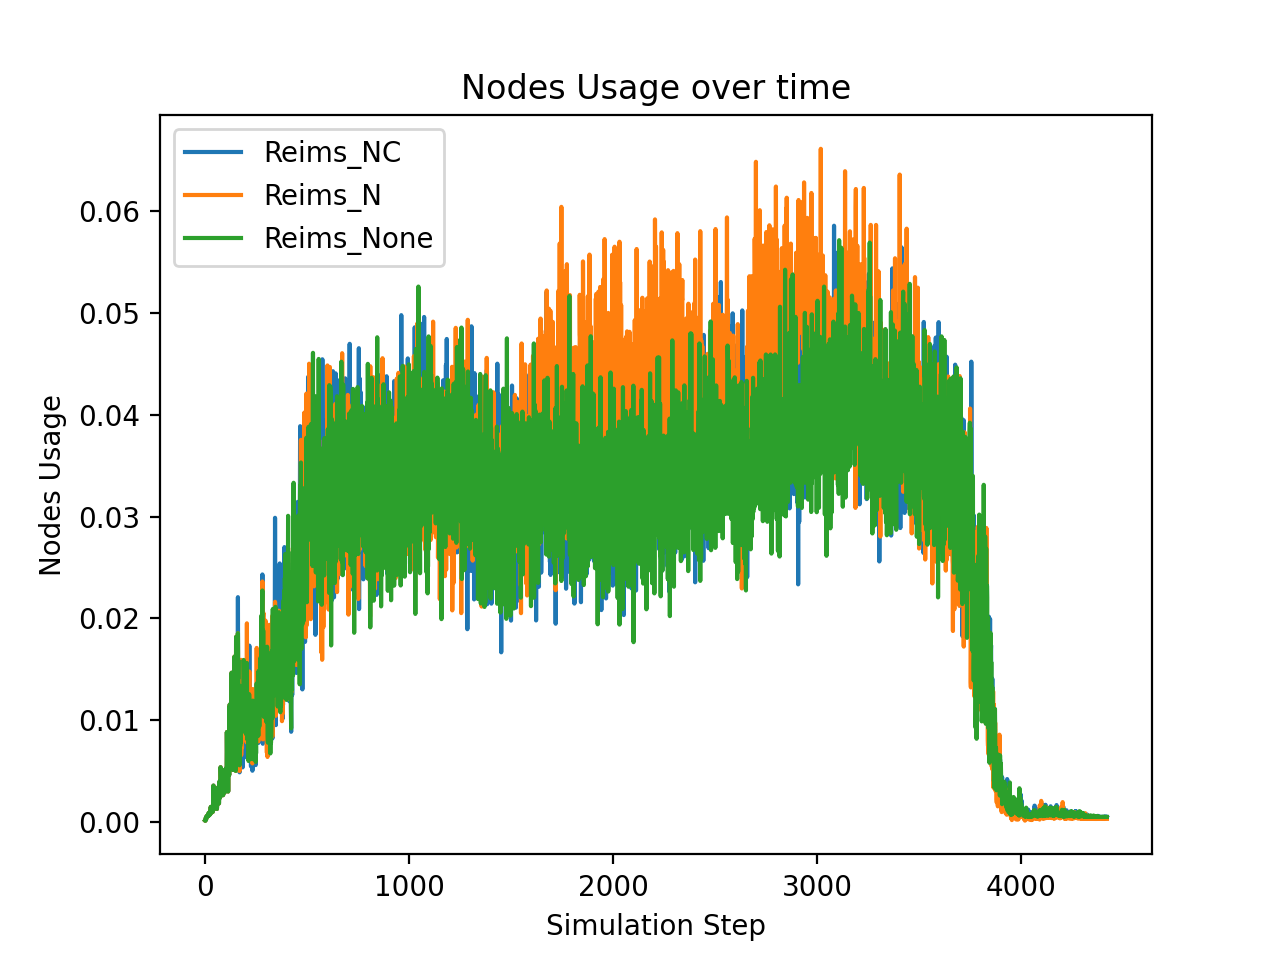 Nodes Usage over time
Reims_NC
Reims_N
Reims_None
0.06
0.05
0.04
0.03
0.02
0.01
0.00
Nodes Usage
0 1000 2000 3000 4000
Simulation Step